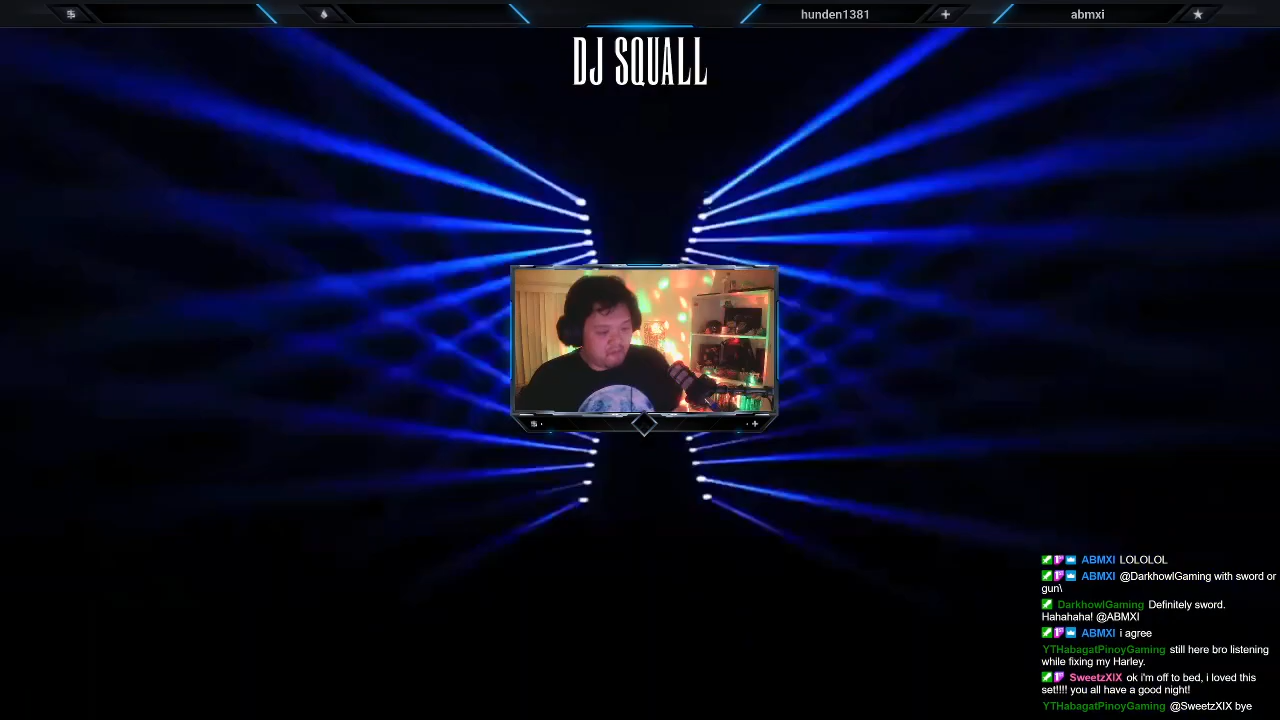 hunden1381
abmxi
DJ SQUALL
ABMXI LOLOLOL
ABMXI @DarkhowlGaming with sword or
gun\
DarkhowlGaming Definitely sword.
Hahahaha! @ABMXI
ABMXI i agree
YTHabagatPinoyGaming still here bro listening
while fixing my Harley.
SweetzXIX ok i'm off to bed, i loved this
set!!!! you all have a good night!
YTHabagatPinoyGaming @SweetzXIX bye